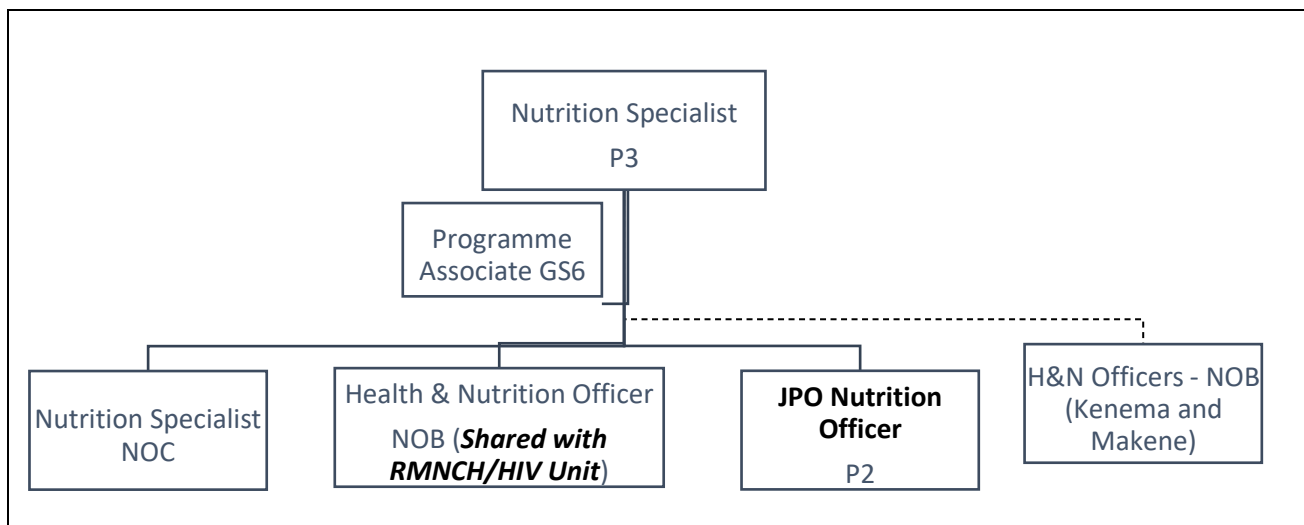 Nutrition Specialist
P3
Programme
Associate GS6
Nutrition Specialist
NOC
Health & Nutrition Officer
NOB (Shared with
RMNCH/HIV Unit)
JPO Nutrition
Officer
P2
H&N Officers - NOB
(Kenema and
Makene)